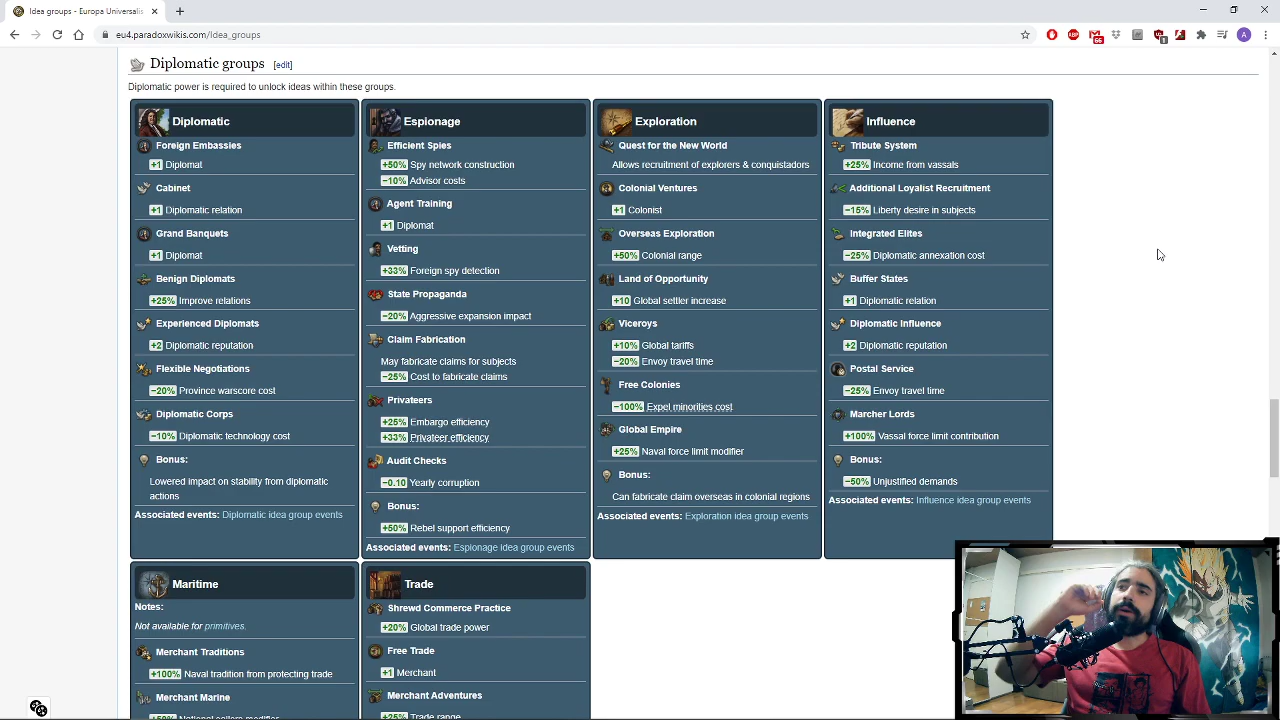 Idea groups - Europa Universalis
eu4.paradoxwikis.com/Idea_groups
66
1
A
Diplomatic groups [edit]
Diplomatic power is required to unlock ideas within these groups.
Diplomatic
Foreign Embassies
+1 Diplomat
Cabinet
+1 Diplomatic relation
Grand Banquets
+1 Diplomat
Benign Diplomats
+25% Improve relations
Experienced Diplomats
+2 Diplomatic reputation
Flexible Negotiations
−20% Province warscore cost
Diplomatic Corps
−10% Diplomatic technology cost
Bonus:
Lowered impact on stability from diplomatic
actions
Associated events: Diplomatic idea group events
Espionage
Efficient Spies
+50% Spy network construction
−10% Advisor costs
Agent Training
+1 Diplomat
Vetting
+33% Foreign spy detection
State Propaganda
−20% Aggressive expansion impact
Claim Fabrication
May fabricate claims for subjects
−25% Cost to fabricate claims
Privateers
+25% Embargo efficiency
+33% Privateer efficiency
Audit Checks
−0.10 Yearly corruption
Bonus:
+50% Rebel support efficiency
Associated events: Espionage idea group events
Exploration
Quest for the New World
Allows recruitment of explorers & conquistadors
Colonial Ventures
+1 Colonist
Overseas Exploration
+50% Colonial range
Land of Opportunity
+10 Global settler increase
Viceroys
+10% Global tariffs
−20% Envoy travel time
Free Colonies
−100% Expel minorities cost
Global Empire
+25% Naval force limit modifier
Bonus:
Can fabricate claim overseas in colonial regions
Associated events: Exploration idea group events
Influence
Tribute System
+25% Income from vassals
Additional Loyalist Recruitment
−15% Liberty desire in subjects
Integrated Elites
−25% Diplomatic annexation cost
Buffer States
+1 Diplomatic relation
Diplomatic Influence
+2 Diplomatic reputation
Postal Service
−25% Envoy travel time
Marcher Lords
+100% Vassal force limit contribution
Bonus:
−50% Unjustified demands
Associated events: Influence idea group events
Maritime
Notes:
Not available for primitives.
Merchant Traditions
+100% Naval tradition from protecting trade
Merchant Marine
+50% National sailors modifier
Trade
Shrewd Commerce Practice
+20% Global trade power
Free Trade
+1 Merchant
Merchant Adventures
+25% Trade range